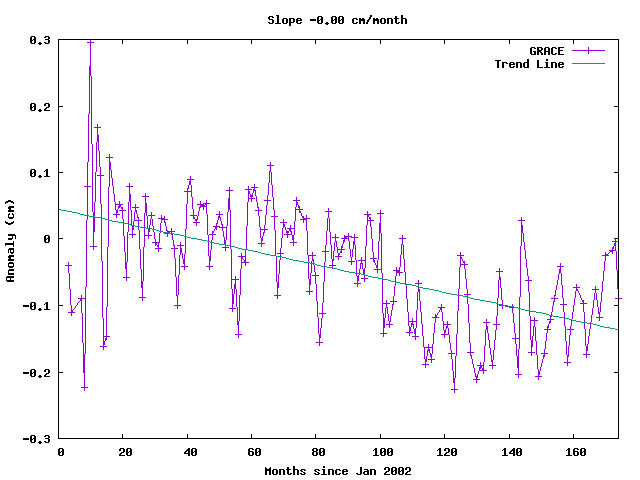 Slope -0.00 cm/month
0.3
GRACE
Trend Line
0.2
0.1
0
-0.1
-0.2
-0.3
Anomaly (cm)
0 20 40 60 80 100 120 140 160
Months since Jan 2002